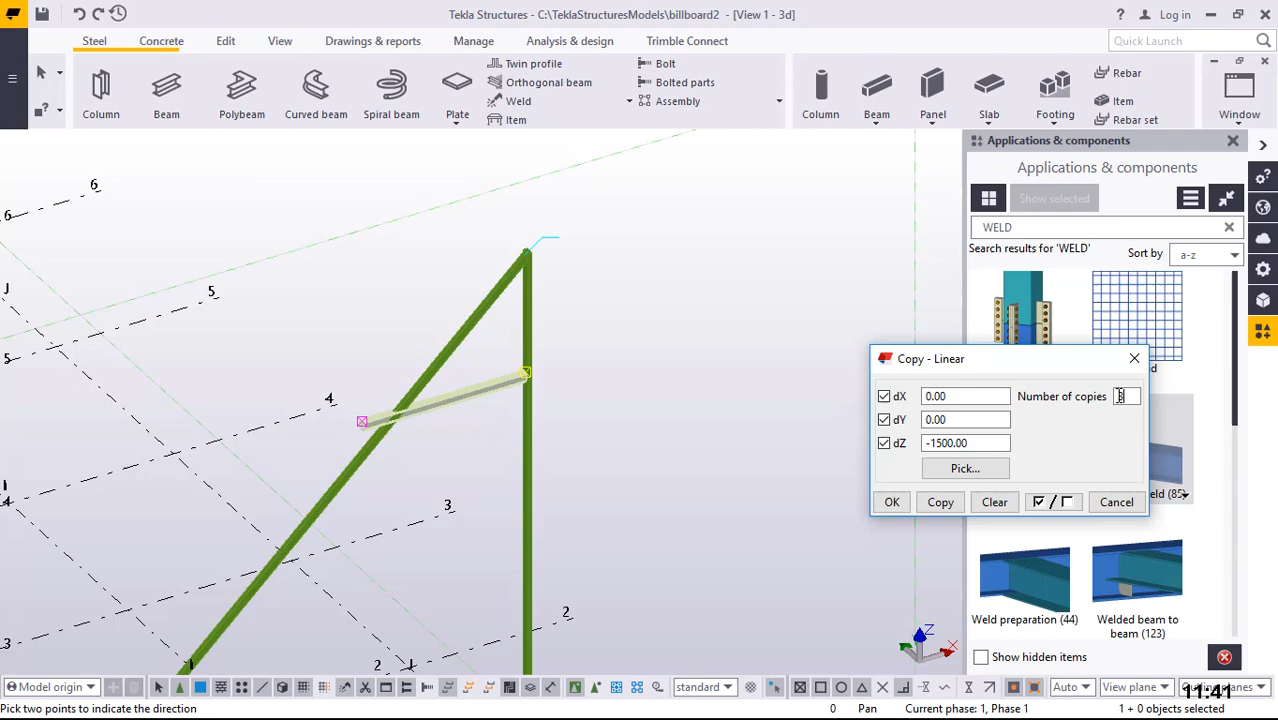 Tekla Structures - C:\TeklaStructuresModels\billboard2 - [View 1 - 3d]
Log in
Steel Concrete Edit View Drawings & reports Manage Analysis & design Trimble Connect
Quick Launch
Twin profile
Orthogonal beam
Weld
Item
Bolt
Bolted parts
Assembly
Rebar
Item
Rebar set
Column Beam Polybeam Curved beam Spiral beam Plate
Column Beam Panel Slab Footing Window
Applications & components
Applications & components
Show selected
WELD
Search results for 'WELD'
Sort by a-z
6
6
5
J
5
4
4
3
2
3
2
J
Z
X
Copy - Linear
dX 0.00 Number of copies
dY 0.00
dZ -1500.00
Pick...
OK Copy Clear / Cancel
Weld preparation (44)
Welded beam to
beam (123)
Show hidden items
Model origin
standard
Auto
View plane
Outlining planes
11:41
Pick two points to indicate the direction
0 Pan Current phase: 1, Phase 1 1 + 0 objects selected